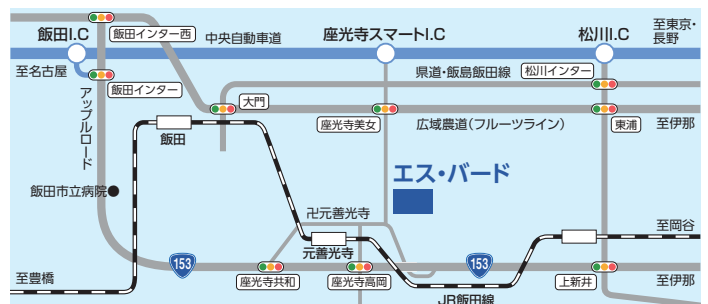 飯田I.C
飯田インター西
中央自動車道
座光寺スマートI.C
松川I.C
至東京・
長野
至名古屋
飯田インター
県道・飯島飯田線
松川インター
アップルロード
大門
座光寺美女
広域農道（フルーツライン）
東浦
至伊那
飯田
エス・バード
飯田市立病院
卍元善光寺
元善光寺
至岡谷
153
153
至豊橋
座光寺共和
座光寺高岡
上新井
至伊那
JR飯田線